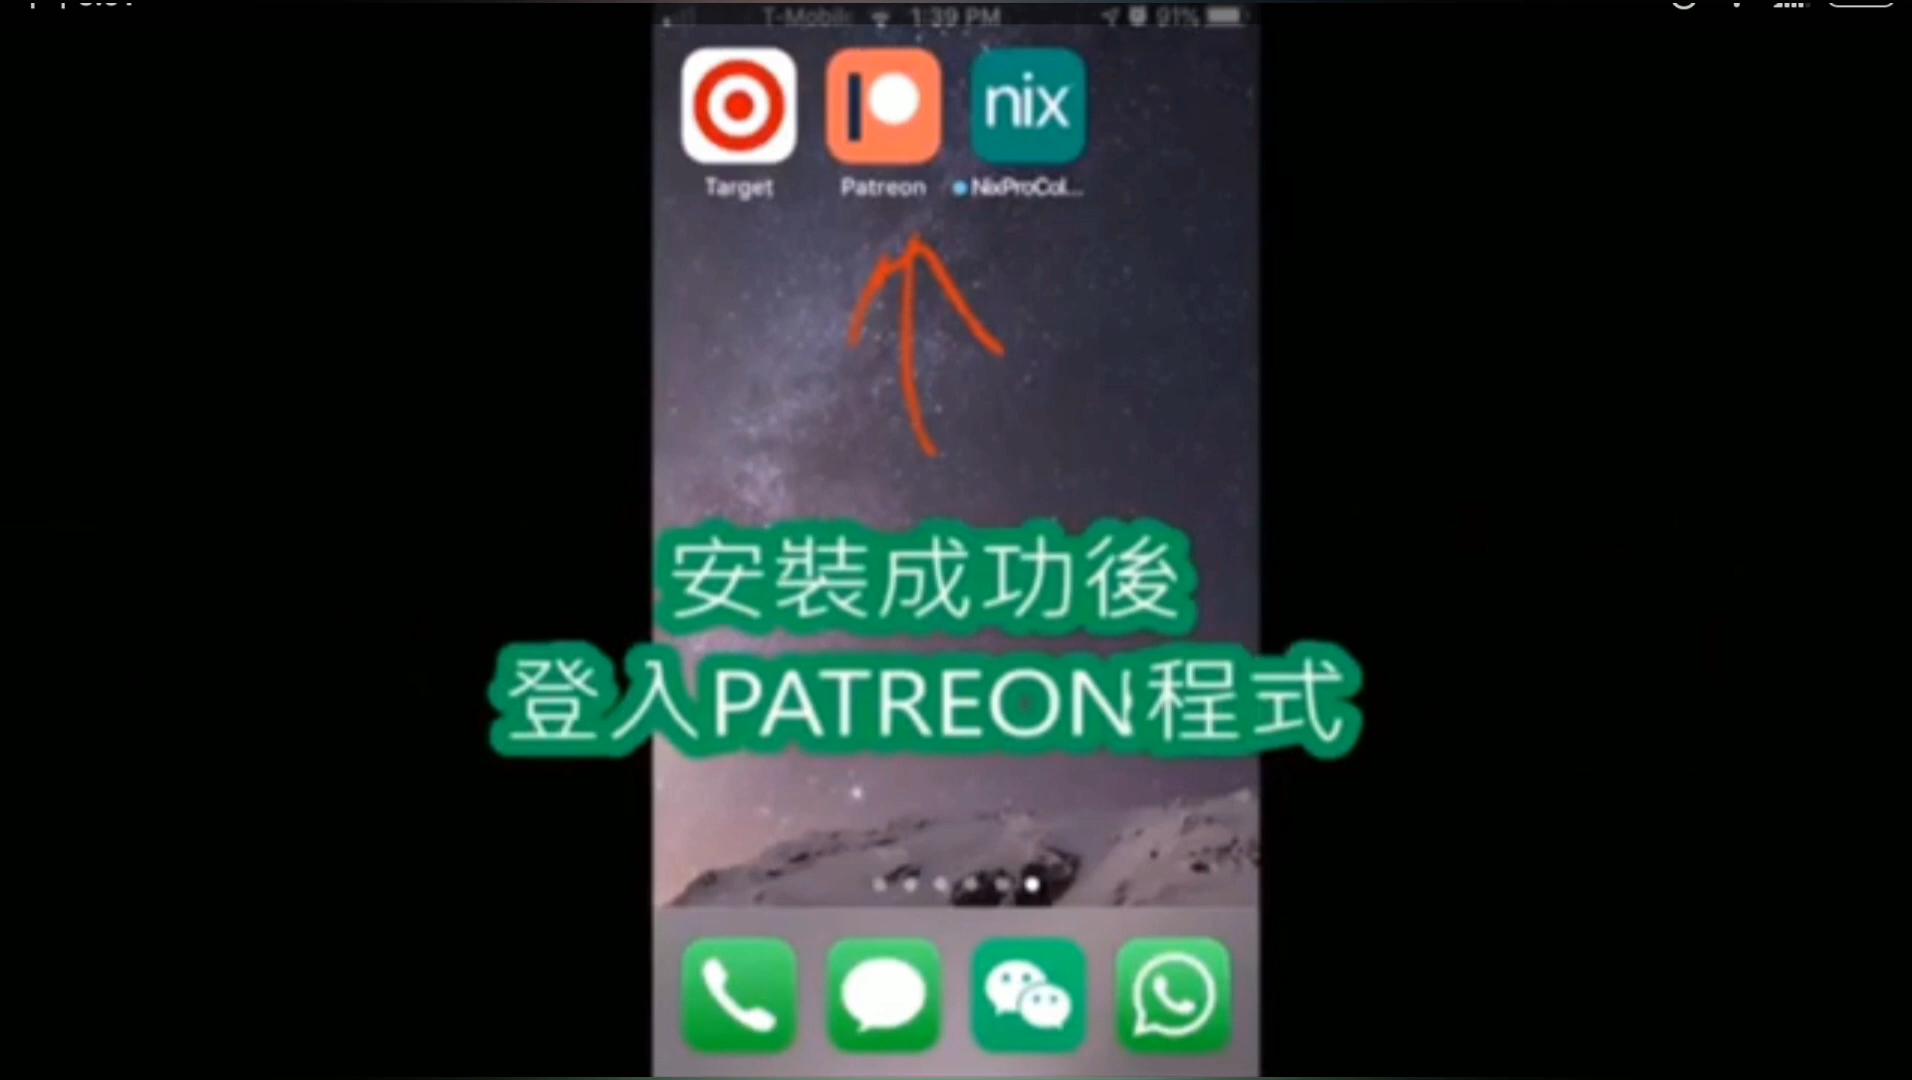 T-Mobile 1:39 PM 91%
nix
Target Patreon NixProCol...
安裝成功後
登入PATREON程式